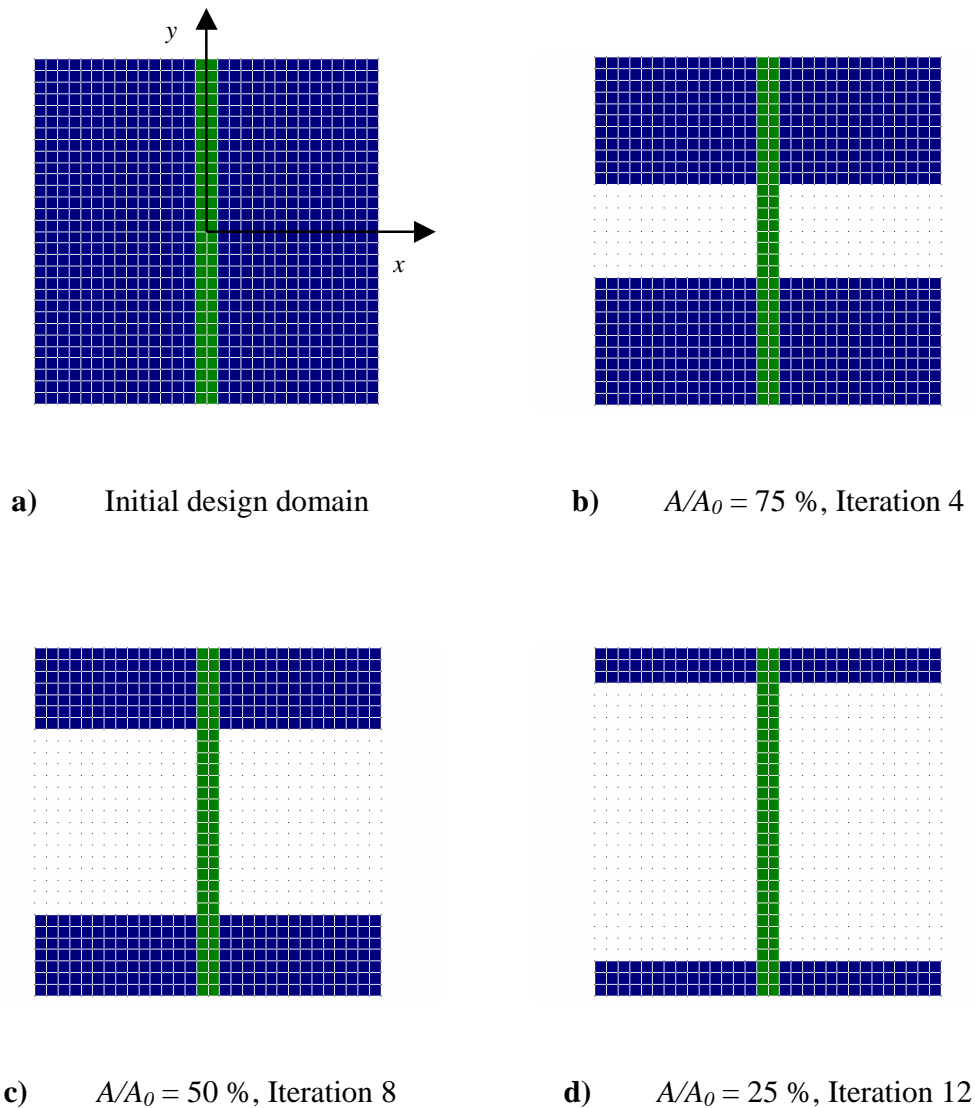 y
x
a) Initial design domain
b) A/A₀ = 75 %, Iteration 4
c) A/A₀ = 50 %, Iteration 8
d) A/A₀ = 25 %, Iteration 12